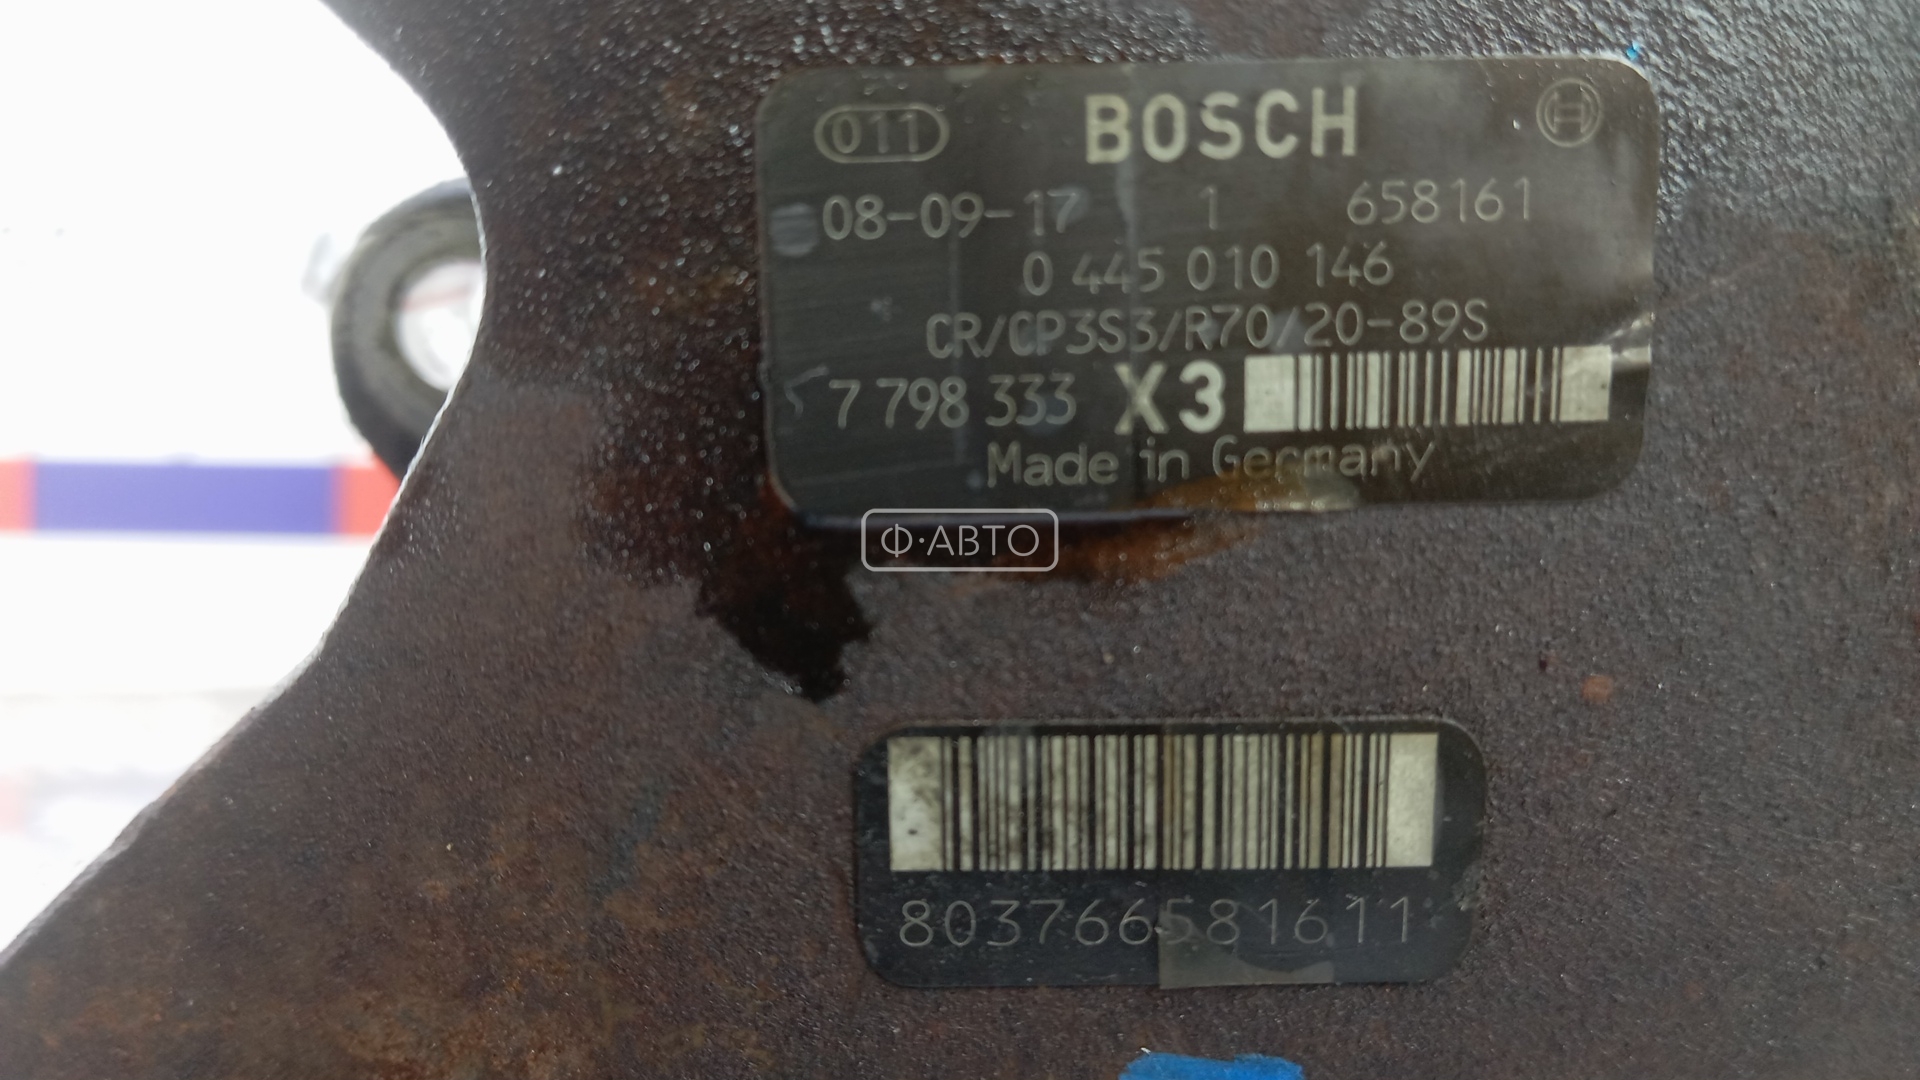 011 BOSCH
08-09-17 1 658161
0 445 010 146
CR/CP3S3/R70/20-89S
7 798 333 X3
Made in Germany
Ф·АВТО
803766581611